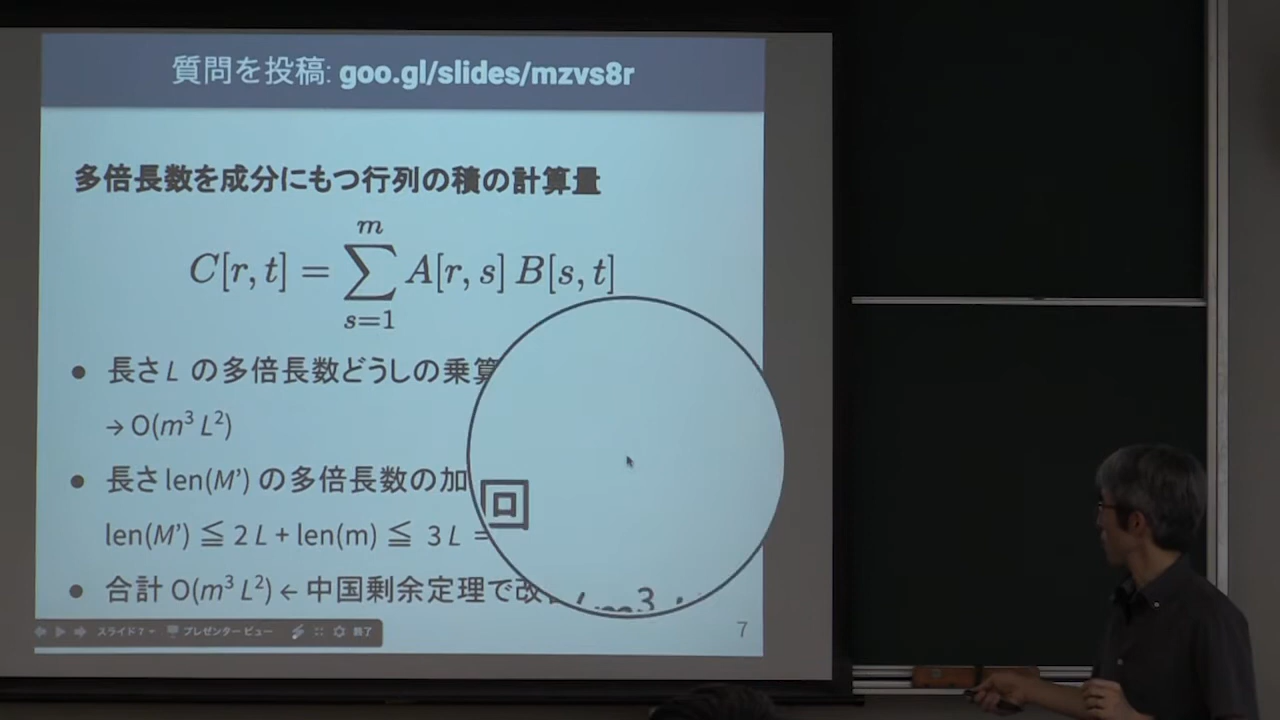 質問を投稿: goo.gl/slides/mzvs8r
多倍長数を成分にもつ行列の積の計算量
m
C[r, t] = ∑ A[r, s] B[s, t]
s=1
● 長さ L の多倍長数どうしの乗算
→ O(m³ L²)
● 長さ len(M’) の多倍長数の加
回
len(M’) ≦ 2 L + len(m) ≦ 3 L =
● 合計 O(m³ L²) ← 中国剰余定理で改
スライド 7
プレゼンター ビュー
終了
7